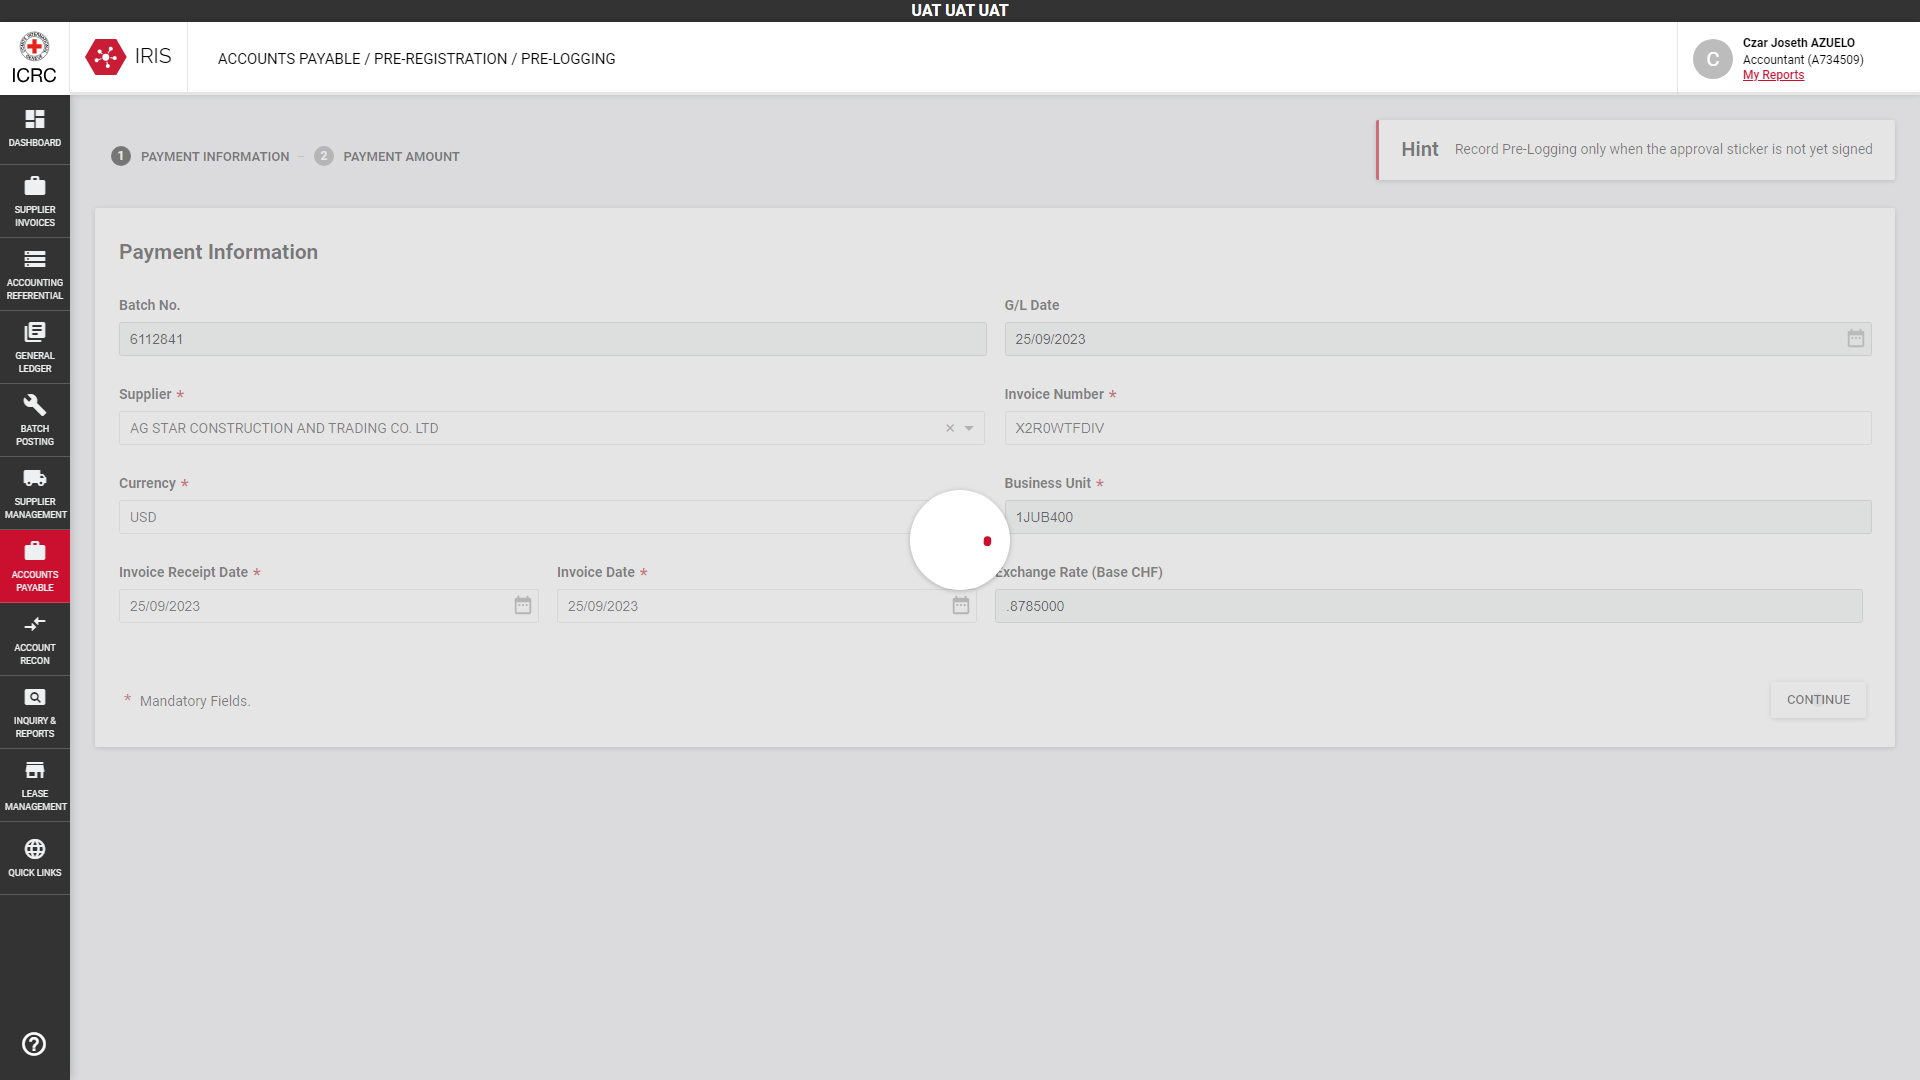 UAT UAT UAT
ICRC
IRIS
ACCOUNTS PAYABLE / PRE-REGISTRATION / PRE-LOGGING
C
Czar Joseth AZUELO
Accountant (A734509)
My Reports
DASHBOARD
SUPPLIER
INVOICES
ACCOUNTING
REFERENTIAL
GENERAL
LEDGER
BATCH
POSTING
SUPPLIER
MANAGEMENT
ACCOUNTS
PAYABLE
ACCOUNT
RECON
INQUIRY &
REPORTS
LEASE
MANAGEMENT
QUICK LINKS
1 PAYMENT INFORMATION – 2 PAYMENT AMOUNT
Hint Record Pre-Logging only when the approval sticker is not yet signed
Payment Information
Batch No.
6112841
G/L Date
25/09/2023
Supplier *
AG STAR CONSTRUCTION AND TRADING CO. LTD
Invoice Number *
X2R0WTFDIV
Currency *
USD
Business Unit *
1JUB400
Invoice Receipt Date *
25/09/2023
Invoice Date *
25/09/2023
Exchange Rate (Base CHF)
.8785000
* Mandatory Fields.
CONTINUE